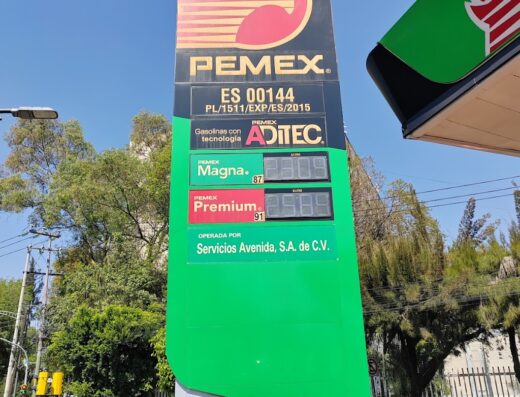 PEMEX®
ES 00144
PL/1511/EXP/ES/2015
Gasolinas con
tecnología
PEMEX
ADITEC
PEMEX
Magna®
87
PEMEX
Premium®
91
OPERADA POR
Servicios Avenida, S.A. de C.V.